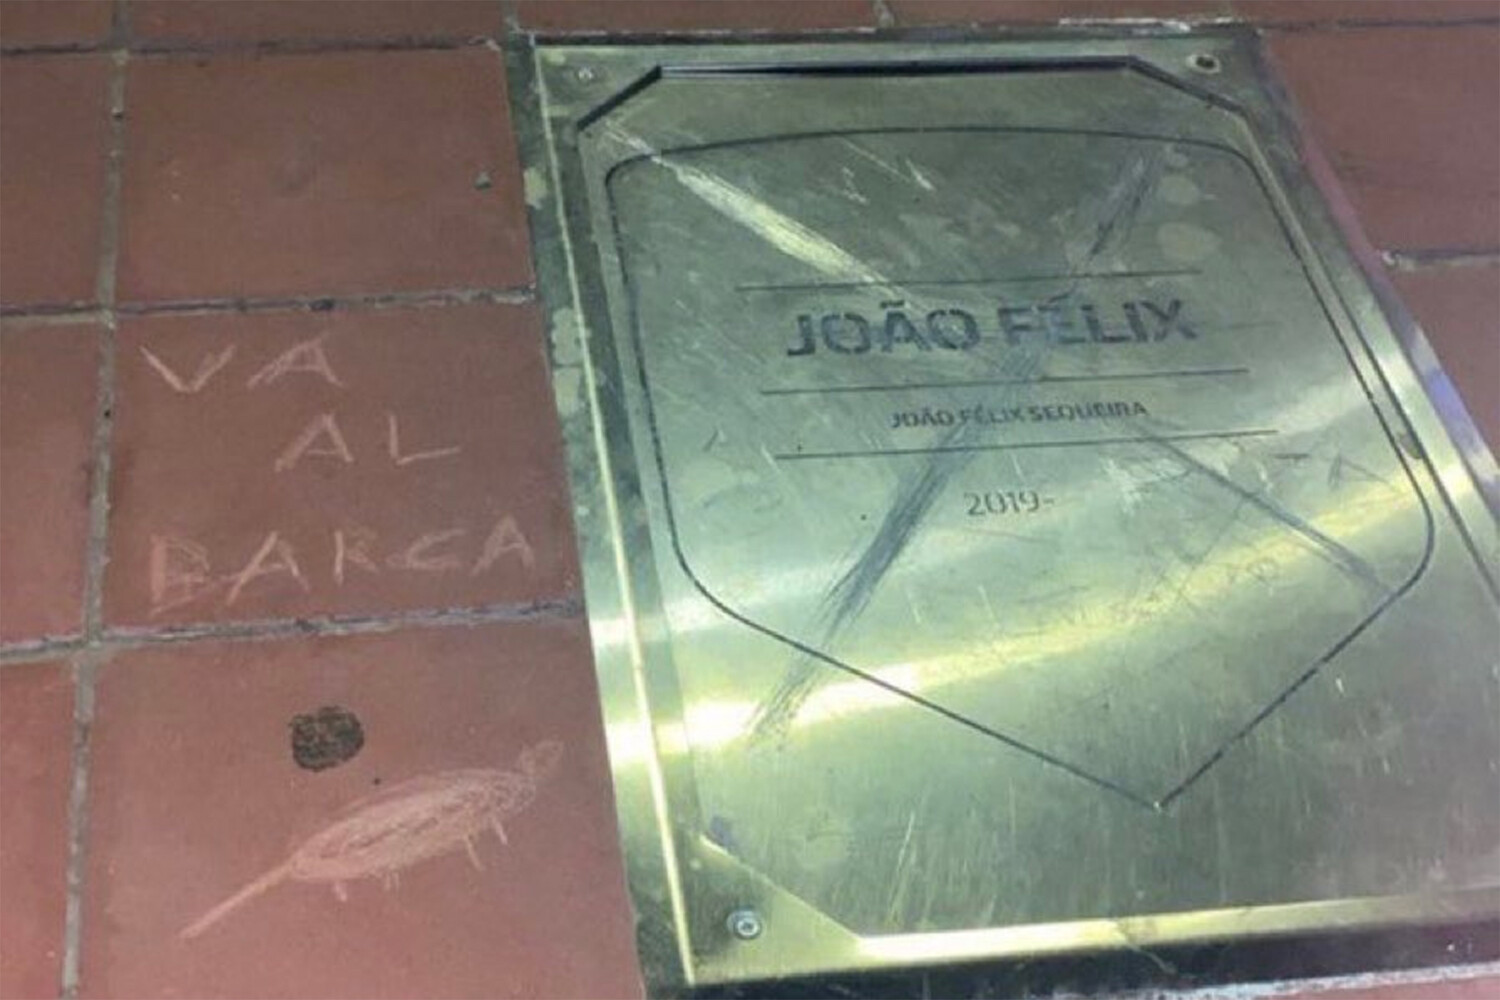 VA
AL
BARCA
JOÃO FÉLIX
JOÃO FÉLIX SEQUEIRA
2019-